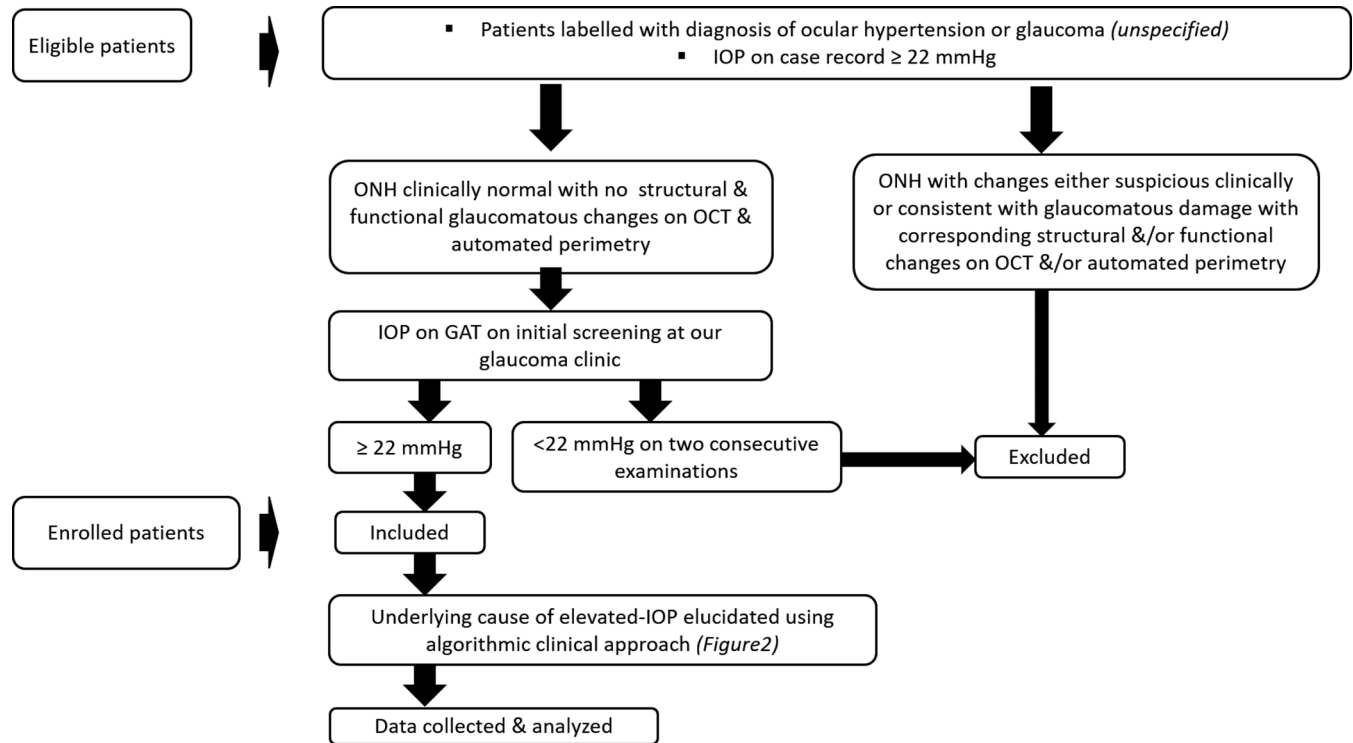 Eligible patients
▪ Patients labelled with diagnosis of ocular hypertension or glaucoma (unspecified)
▪ IOP on case record ≥ 22 mmHg
ONH clinically normal with no structural &
functional glaucomatous changes on OCT &
automated perimetry
ONH with changes either suspicious clinically
or consistent with glaucomatous damage with
corresponding structural &/or functional
changes on OCT &/or automated perimetry
IOP on GAT on initial screening at our
glaucoma clinic
≥ 22 mmHg
<22 mmHg on two consecutive
examinations
Excluded
Enrolled patients
Included
Underlying cause of elevated-IOP elucidated using
algorithmic clinical approach (Figure2)
Data collected & analyzed